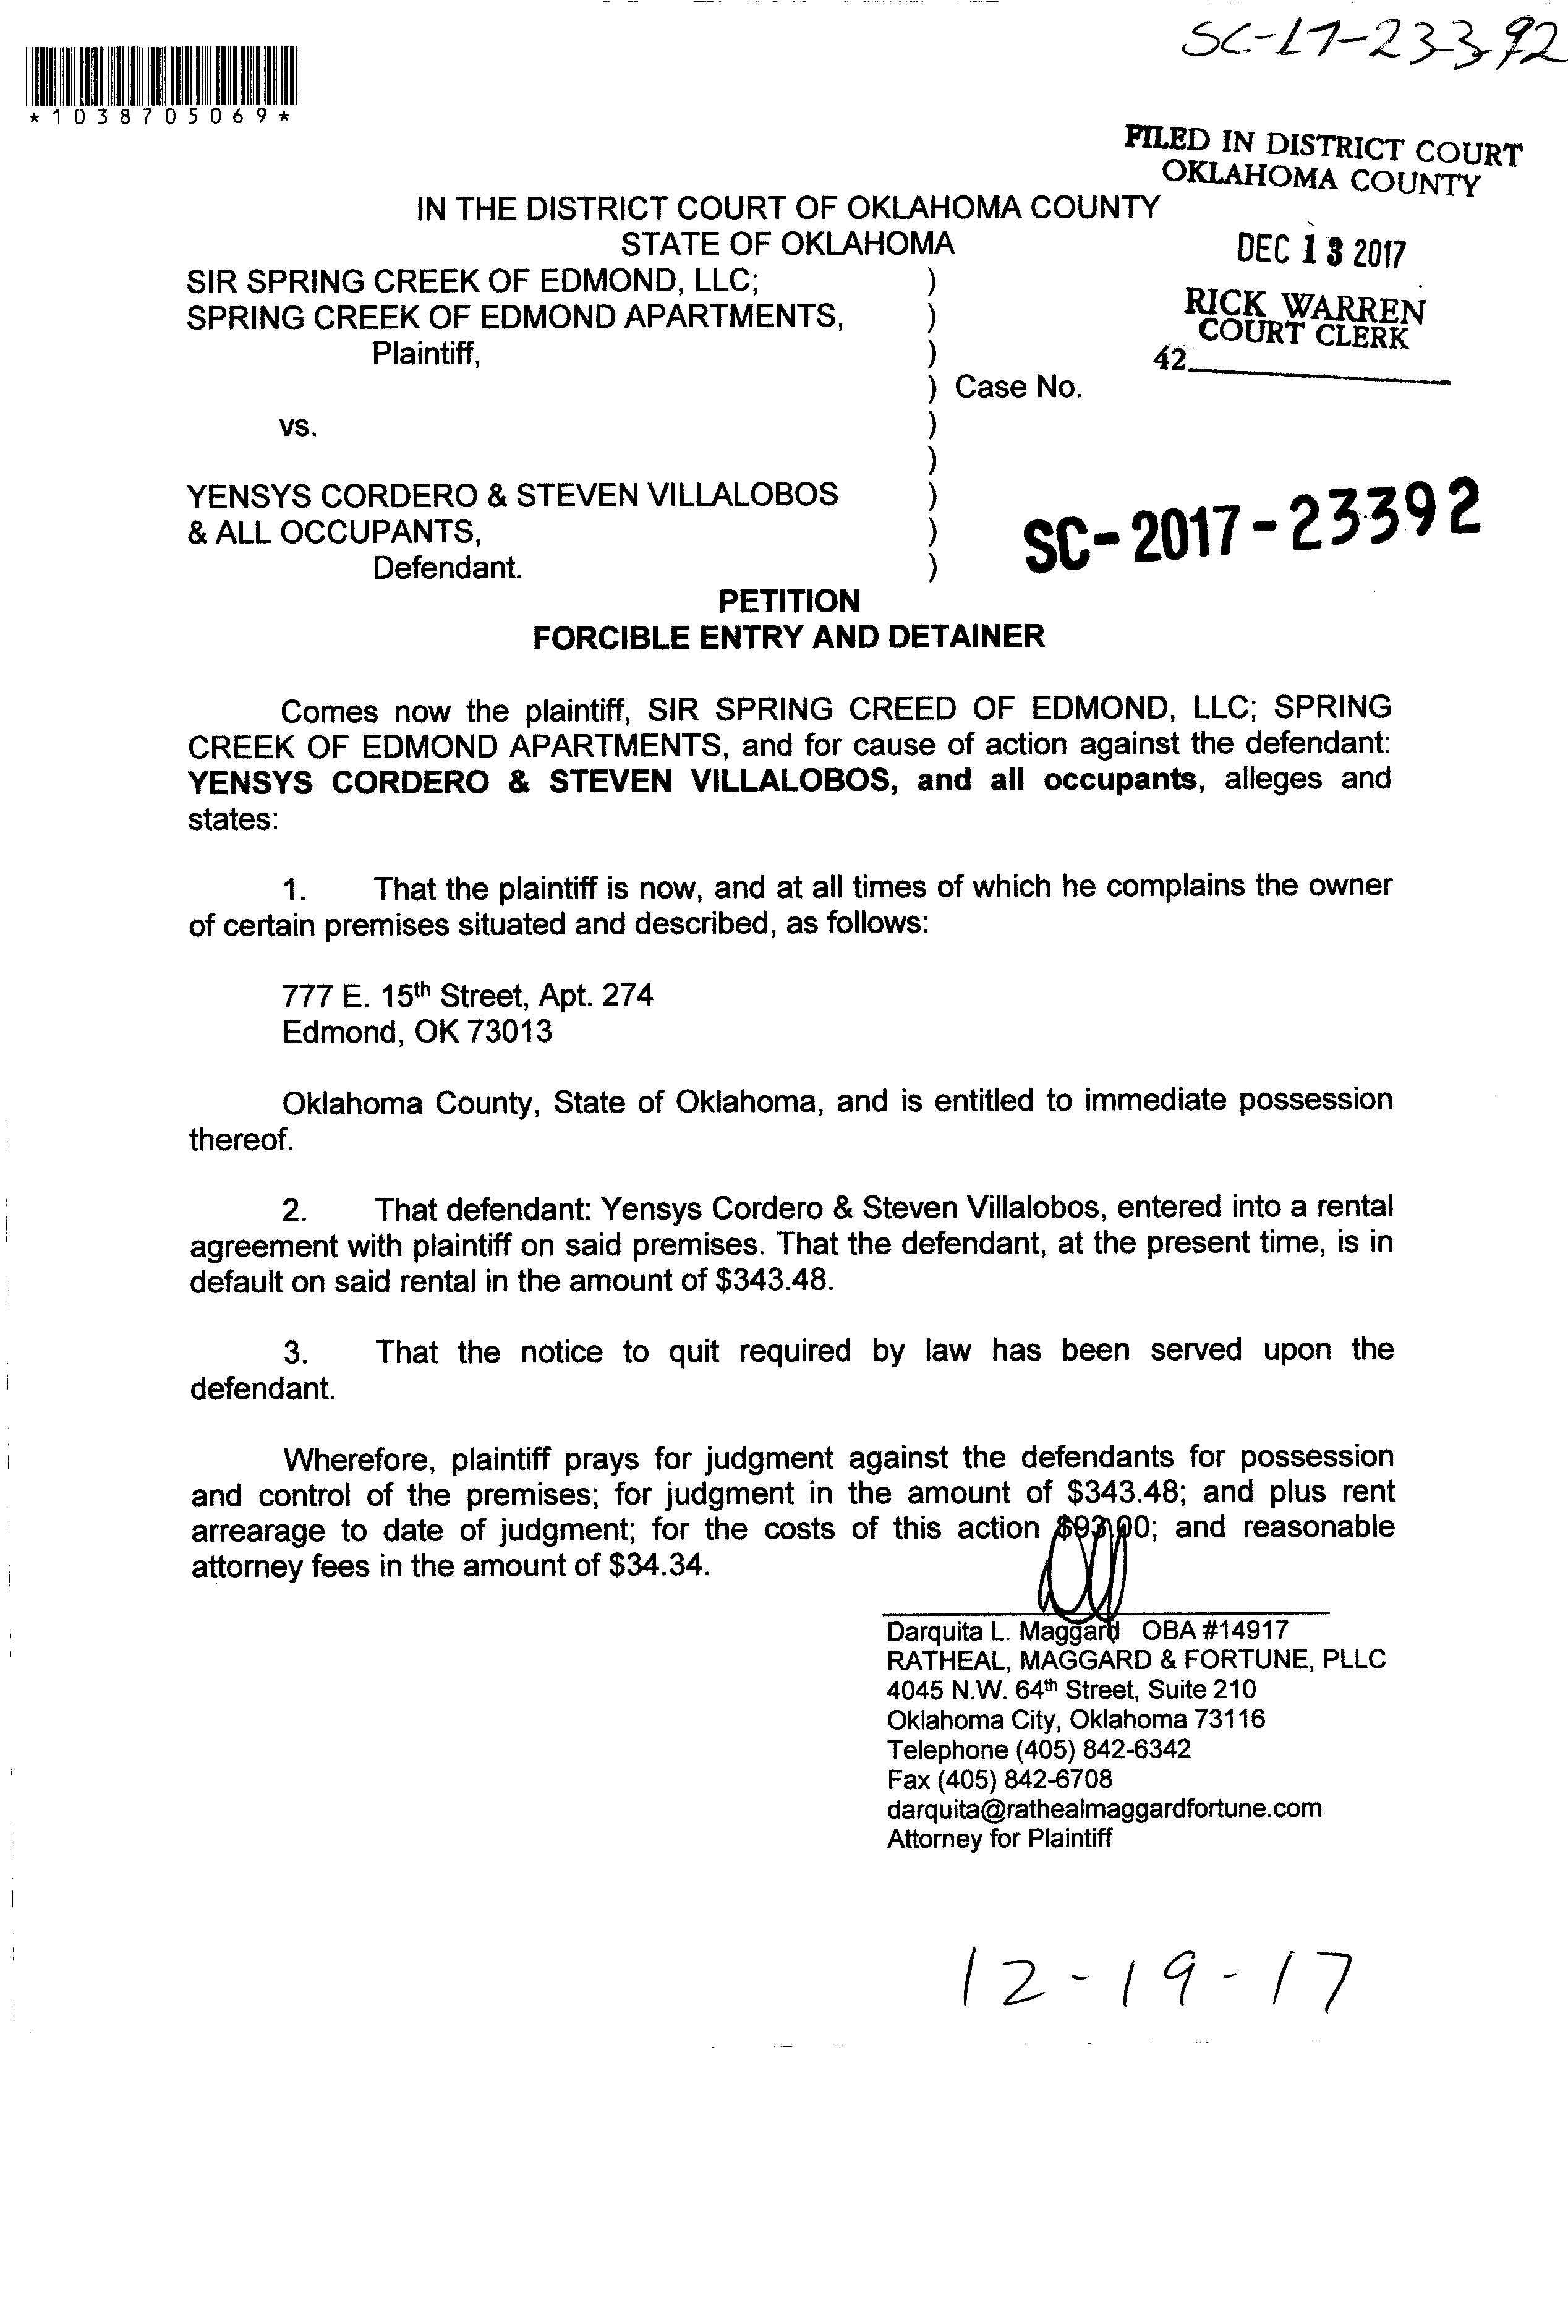 SC-17-23392
*1038705069*
FILED IN DISTRICT COURT
OKLAHOMA COUNTY
IN THE DISTRICT COURT OF OKLAHOMA COUNTY
STATE OF OKLAHOMA
DEC 13 2017
SIR SPRING CREEK OF EDMOND, LLC; )
SPRING CREEK OF EDMOND APARTMENTS, )
RICK WARREN
COURT CLERK
Plaintiff, )
42
) Case No.
vs. )
)
YENSYS CORDERO & STEVEN VILLALOBOS )
& ALL OCCUPANTS, )
SC-2017-23392
Defendant. )
PETITION
FORCIBLE ENTRY AND DETAINER
Comes now the plaintiff, SIR SPRING CREED OF EDMOND, LLC; SPRING
CREEK OF EDMOND APARTMENTS, and for cause of action against the defendant:
YENSYS CORDERO & STEVEN VILLALOBOS, and all occupants, alleges and
states:
1. That the plaintiff is now, and at all times of which he complains the owner
of certain premises situated and described, as follows:
777 E. 15th Street, Apt. 274
Edmond, OK 73013
Oklahoma County, State of Oklahoma, and is entitled to immediate possession
thereof.
2. That defendant: Yensys Cordero & Steven Villalobos, entered into a rental
agreement with plaintiff on said premises. That the defendant, at the present time, is in
default on said rental in the amount of $343.48.
3. That the notice to quit required by law has been served upon the
defendant.
Wherefore, plaintiff prays for judgment against the defendants for possession
and control of the premises; for judgment in the amount of $343.48; and plus rent
arrearage to date of judgment; for the costs of this action $93.00; and reasonable
attorney fees in the amount of $34.34.
Darquita L. Maggard OBA #14917
RATHEAL, MAGGARD & FORTUNE, PLLC
4045 N.W. 64th Street, Suite 210
Oklahoma City, Oklahoma 73116
Telephone (405) 842-6342
Fax (405) 842-6708
darquita@rathealmaggardfortune.com
Attorney for Plaintiff
12-19-17